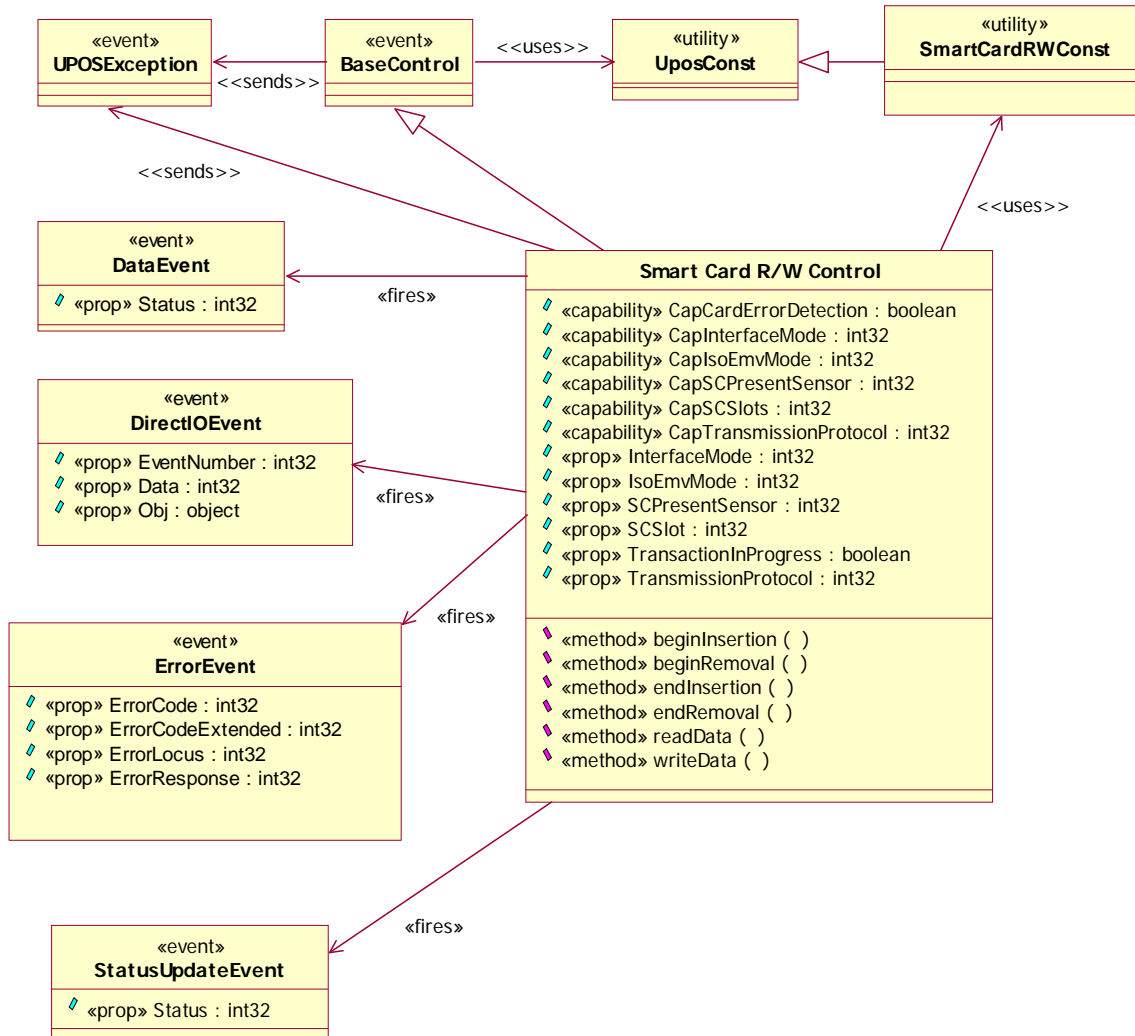 «event»
UPOSException
«event»
BaseControl
<<uses>>
«utility»
UposConst
«utility»
SmartCardRWConst
<<sends>>
<<sends>>
<<uses>>
«event»
DataEvent
«prop» Status : int32
«fires»
«event»
DirectIOEvent
«prop» EventNumber : int32
«prop» Data : int32
«prop» Obj : object
«fires»
Smart Card R/W Control
«capability» CapCardErrorDetection : boolean
«capability» CapInterfaceMode : int32
«capability» CapIsoEmvMode : int32
«capability» CapSCPresentSensor : int32
«capability» CapSCSlots : int32
«capability» CapTransmissionProtocol : int32
«prop» InterfaceMode : int32
«prop» IsoEmvMode : int32
«prop» SCPresentSensor : int32
«prop» SCSlot : int32
«prop» TransactionInProgress : boolean
«prop» TransmissionProtocol : int32
«method» beginInsertion ( )
«method» beginRemoval ( )
«method» endInsertion ( )
«method» endRemoval ( )
«method» readData ( )
«method» writeData ( )
«fires»
«event»
ErrorEvent
«prop» ErrorCode : int32
«prop» ErrorCodeExtended : int32
«prop» ErrorLocus : int32
«prop» ErrorResponse : int32
«fires»
«event»
StatusUpdateEvent
«prop» Status : int32